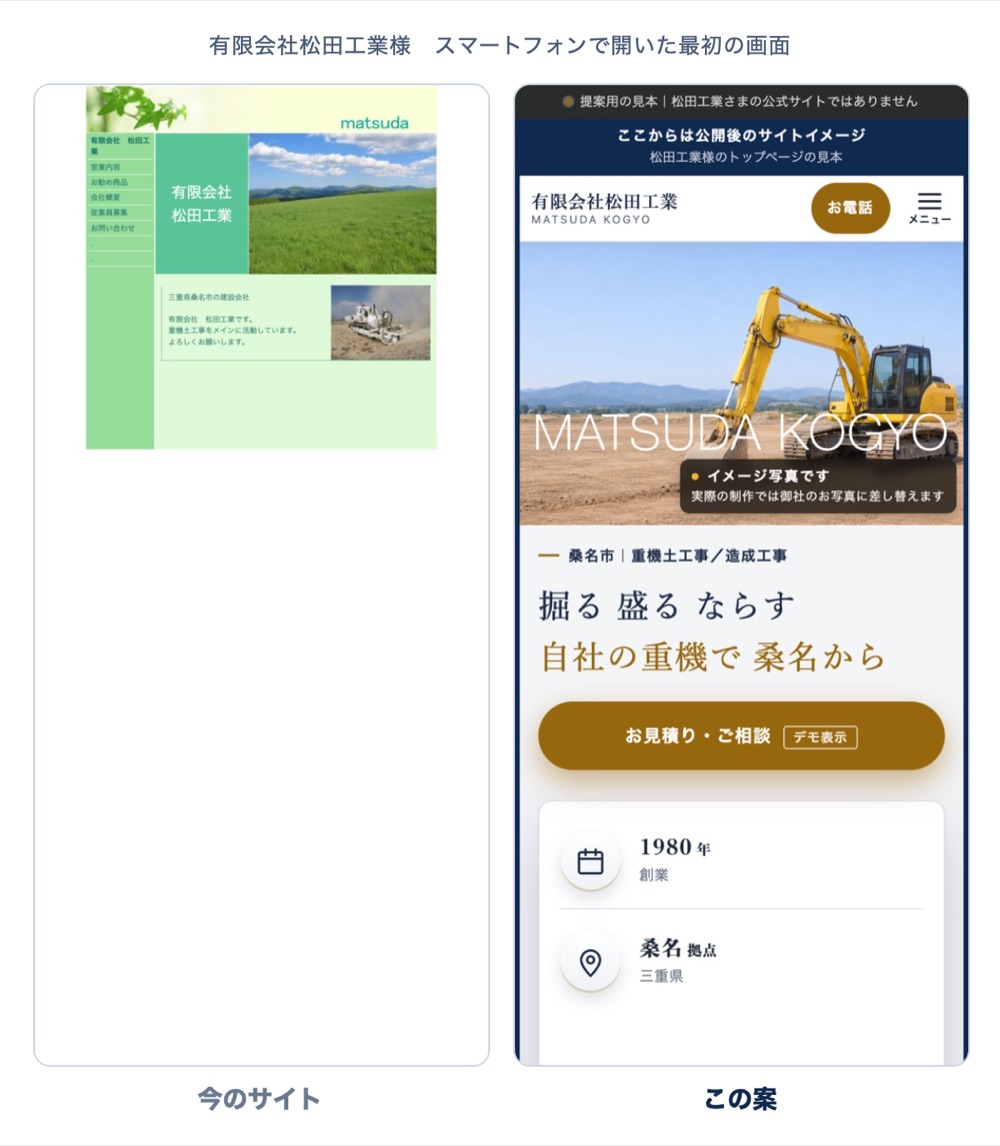 有限会社松田工業様　スマートフォンで開いた最初の画面
matsuda
有限会社　松田工
業
営業内容
お勧め商品
会社概要
従業員募集
お問い合わせ
.
.
有限会社
松田工業
三重県桑名市の建設会社
有限会社　松田工業です。
重機土工事をメインに活動しています。
よろしくお願いします。
今のサイト
提案用の見本｜松田工業さまの公式サイトではありません
ここからは公開後のサイトイメージ
松田工業様のトップページの見本
有限会社松田工業
MATSUDA KOGYO
お電話
メニュー
MATSUDA KOGYO
イメージ写真です
実際の制作では御社のお写真に差し替えます
桑名市｜重機土工事／造成工事
掘る 盛る ならす
自社の重機で 桑名から
お見積り・ご相談 デモ表示
1980 年
創業
桑名 拠点
三重県
この案